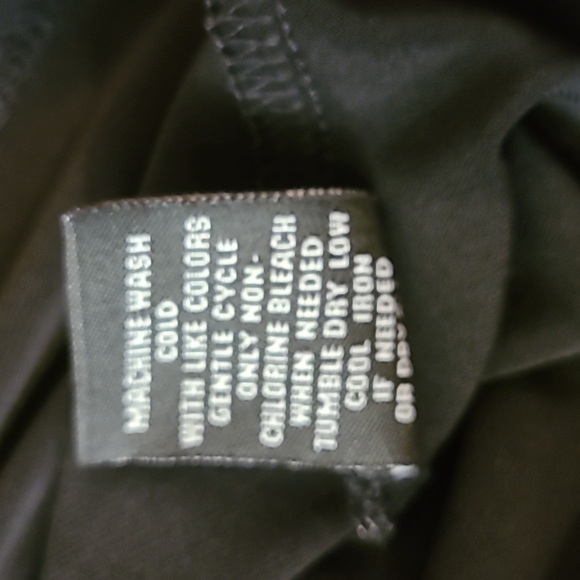 MACHINE WASH
COLD
WITH LIKE COLORS
GENTLE CYCLE
ONLY NON-
CHLORINE BLEACH
WHEN NEEDED
TUMBLE DRY LOW
COOL IRON
IF NEEDED
OR